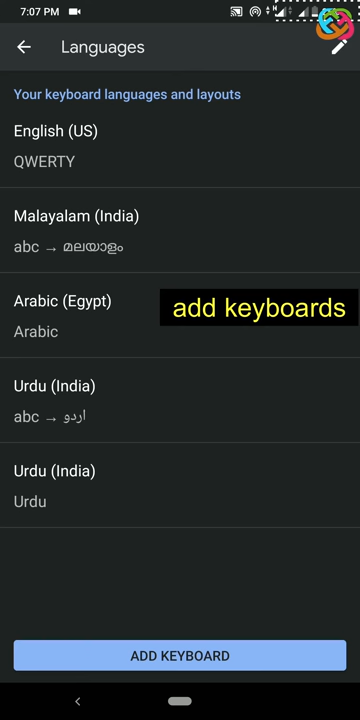 7:07 PM
Languages
Your keyboard languages and layouts
English (US)
QWERTY
Malayalam (India)
abc → മലയാളം
Arabic (Egypt)
add keyboards
Arabic
Urdu (India)
abc → اردو
Urdu (India)
Urdu
ADD KEYBOARD